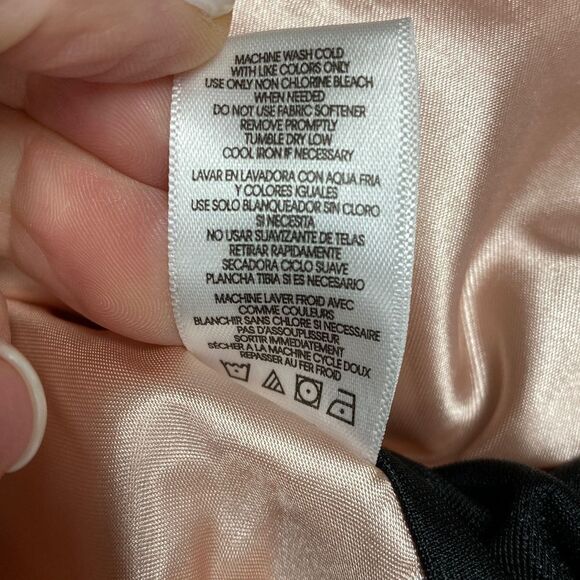 MACHINE WASH COLD
WITH LIKE COLORS ONLY
USE ONLY NON CHLORINE BLEACH
WHEN NEEDED
DO NOT USE FABRIC SOFTENER
REMOVE PROMPTLY
TUMBLE DRY LOW
COOL IRON IF NECESSARY
LAVAR EN LAVADORA CON AQUA FRIA
Y COLORES IGUALES
USE SOLO BLANQUEADOR SIN CLORO
SI NECESITA
NO USAR SUAVIZANTE DE TELAS
RETIRAR RAPIDAMENTE
SECADORA CICLO SUAVE
PLANCHA TIBIA SI ES NECESARIO
MACHINE LAVER FROID AVEC
COMME COULEURS
BLANCHIR SANS CHLORE SI NECESSAIRE
PAS D'ASSOUPLISSEUR
SORTIR IMMEDIATEMENT
SÉCHER A LA MACHINE CYCLE DOUX
REPASSER AU FER FROID